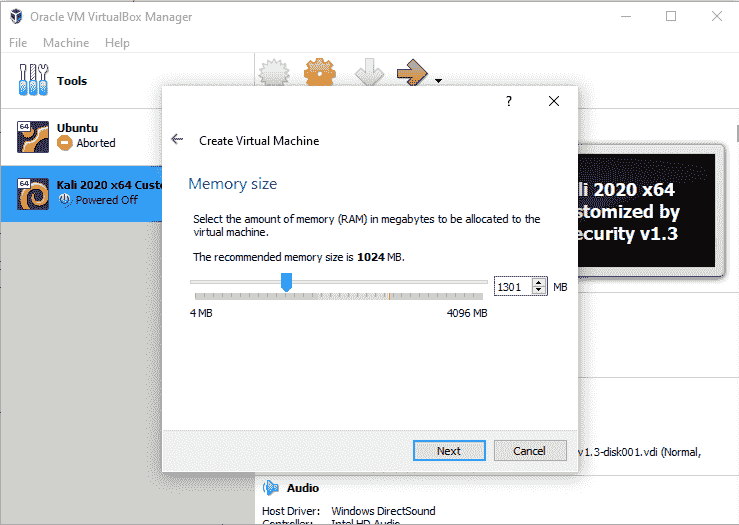 Oracle VM VirtualBox Manager
File Machine Help
Tools
64
Ubuntu
Aborted
64
Kali 2020 x64 Custo
Powered Off
?
Create Virtual Machine
Memory size
Select the amount of memory (RAM) in megabytes to be allocated to the
virtual machine.
The recommended memory size is 1024 MB.
1301 MB
4 MB 4096 MB
Next Cancel
li 2020 x64
stomized by
ecurity v1.3
v1.3-disk001.vdi (Normal,
Audio
Host Driver: Windows DirectSound
Controller: Intel HD Audio